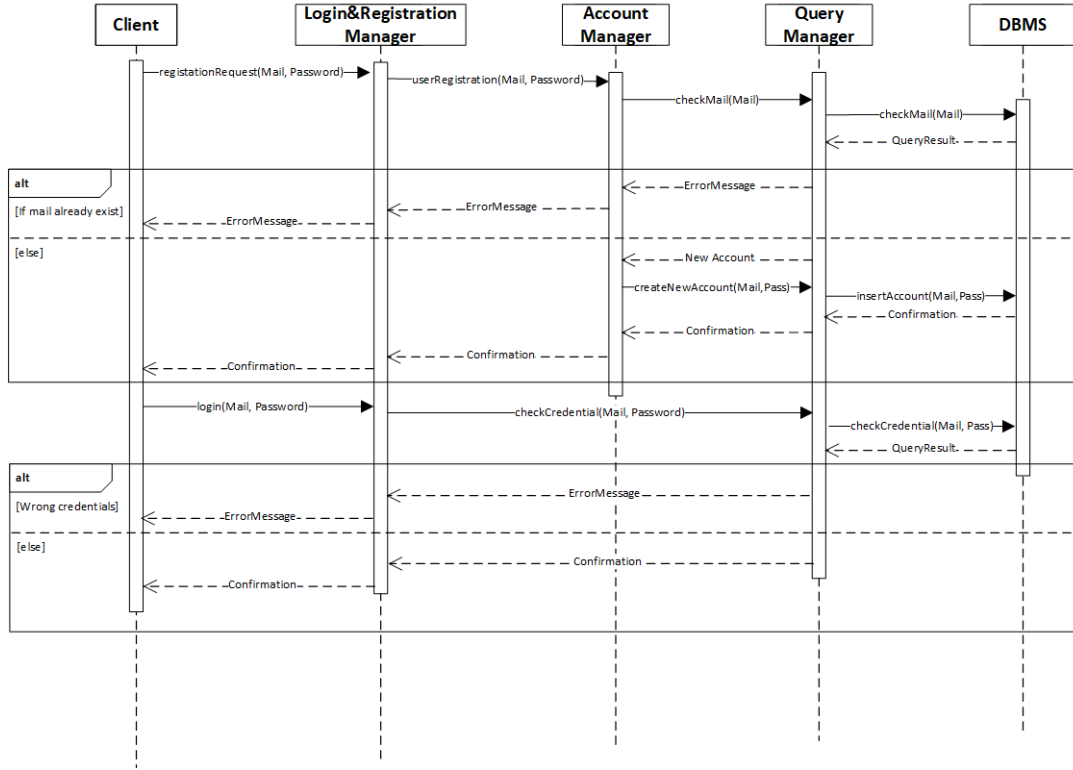 Client
Login&Registration
Manager
Account
Manager
Query
Manager
DBMS
registationRequest(Mail, Password)
userRegistration(Mail, Password)
checkMail(Mail)
checkMail(Mail)
QueryResult
alt
ErrorMessage
[If mail already exist]
ErrorMessage
ErrorMessage
[else]
New Account
createNewAccount(Mail,Pass)
insertAccount(Mail,Pass)
Confirmation
Confirmation
Confirmation
Confirmation
login(Mail, Password)
checkCredential(Mail, Password)
checkCredential(Mail, Pass)
QueryResult
alt
ErrorMessage
[Wrong credentials]
ErrorMessage
[else]
Confirmation
Confirmation